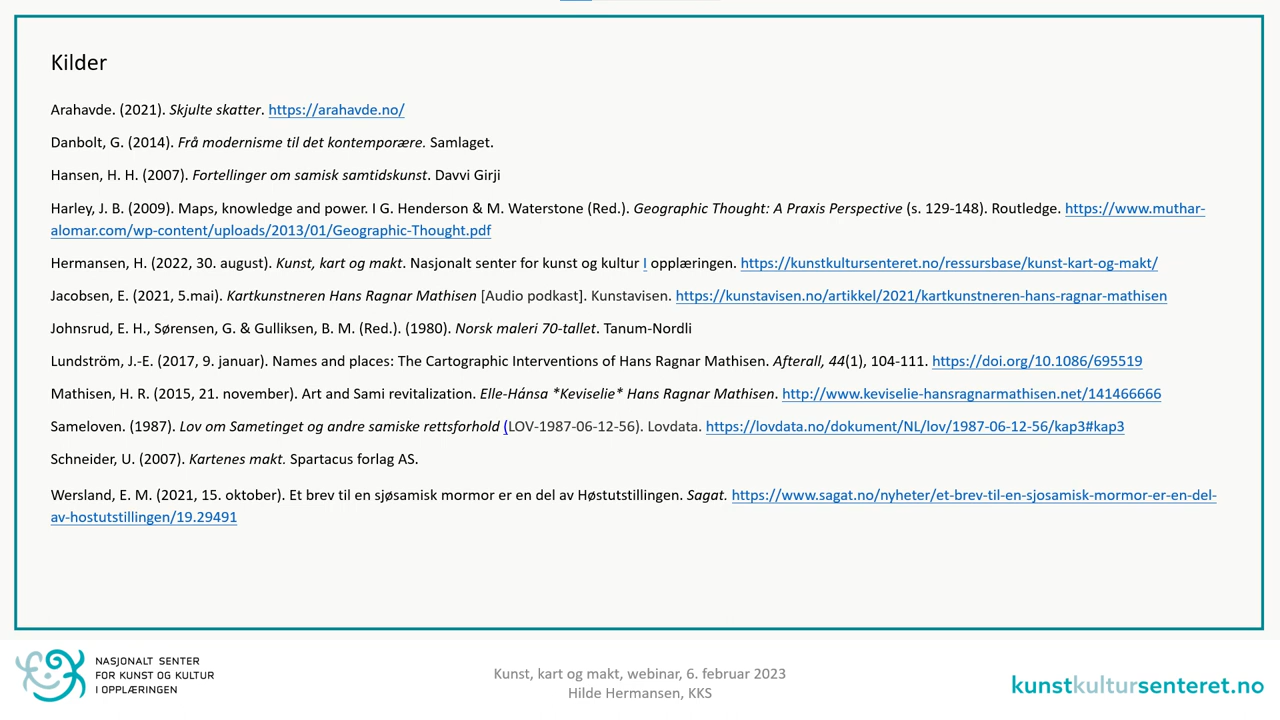 Kilder
Arahavde. (2021). Skjulte skatter. https://arahavde.no/
Danbolt, G. (2014). Frå modernisme til det kontemporære. Samlaget.
Hansen, H. H. (2007). Fortellinger om samisk samtidskunst. Davvi Girji
Harley, J. B. (2009). Maps, knowledge and power. I G. Henderson & M. Waterstone (Red.). Geographic Thought: A Praxis Perspective (s. 129-148). Routledge. https://www.muthar-
alomar.com/wp-content/uploads/2013/01/Geographic-Thought.pdf
Hermansen, H. (2022, 30. august). Kunst, kart og makt. Nasjonalt senter for kunst og kultur I opplæringen. https://kunstkultursenteret.no/ressursbase/kunst-kart-og-makt/
Jacobsen, E. (2021, 5.mai). Kartkunstneren Hans Ragnar Mathisen [Audio podkast]. Kunstavisen. https://kunstavisen.no/artikkel/2021/kartkunstneren-hans-ragnar-mathisen
Johnsrud, E. H., Sørensen, G. & Gulliksen, B. M. (Red.). (1980). Norsk maleri 70-tallet. Tanum-Nordli
Lundström, J.-E. (2017, 9. januar). Names and places: The Cartographic Interventions of Hans Ragnar Mathisen. Afterall, 44(1), 104-111. https://doi.org/10.1086/695519
Mathisen, H. R. (2015, 21. november). Art and Sami revitalization. Elle-Hánsa *Keviselie* Hans Ragnar Mathisen. http://www.keviselie-hansragnarmathisen.net/141466666
Sameloven. (1987). Lov om Sametinget og andre samiske rettsforhold (LOV-1987-06-12-56). Lovdata. https://lovdata.no/dokument/NL/lov/1987-06-12-56/kap3#kap3
Schneider, U. (2007). Kartenes makt. Spartacus forlag AS.
Wersland, E. M. (2021, 15. oktober). Et brev til en sjøsamisk mormor er en del av Høstutstillingen. Sagat. https://www.sagat.no/nyheter/et-brev-til-en-sjosamisk-mormor-er-en-del-
av-hostutstillingen/19.29491
NASJONALT SENTER
FOR KUNST OG KULTUR
I OPPLÆRINGEN
Kunst, kart og makt, webinar, 6. februar 2023
Hilde Hermansen, KKS
kunstkultursenteret.no